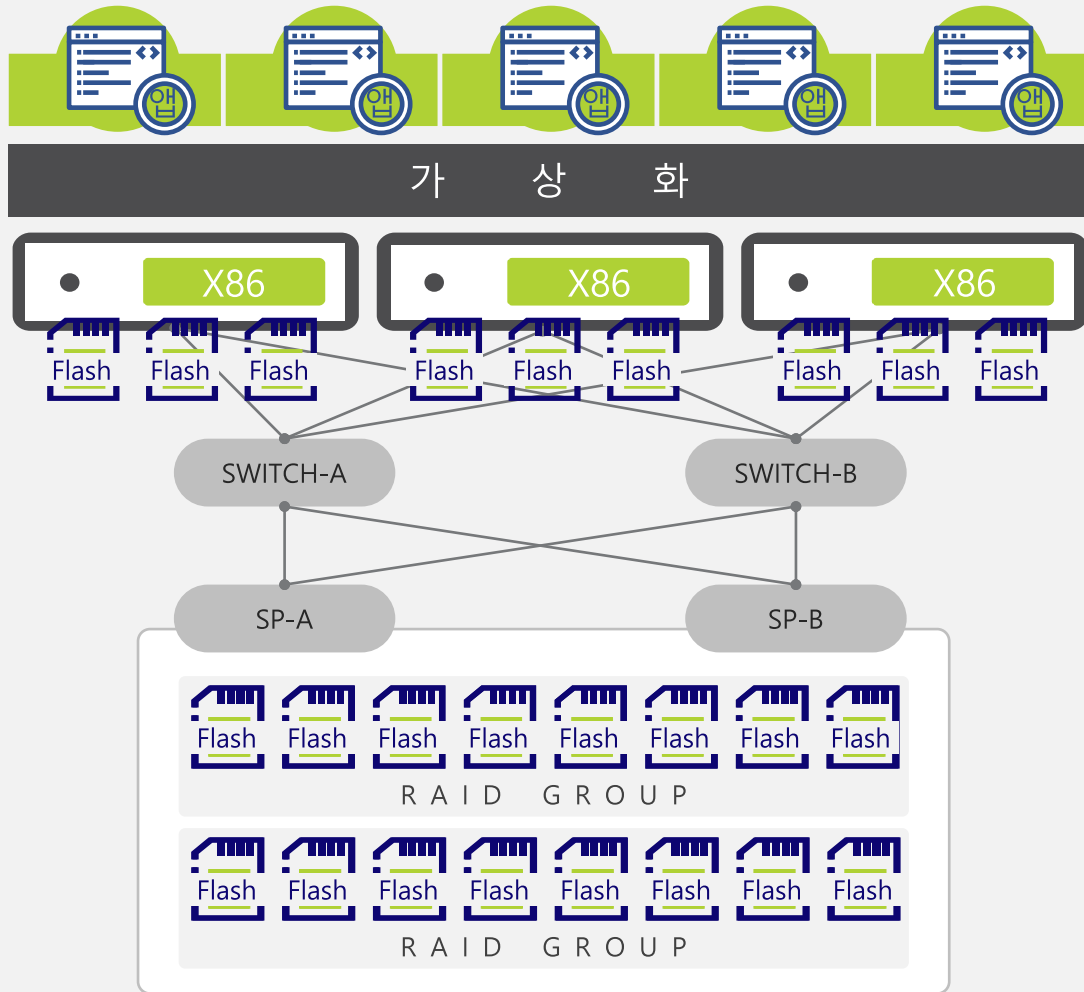 앱 앱 앱 앱 앱
가 상 화
X86 X86 X86
Flash Flash Flash Flash Flash Flash Flash Flash Flash
SWITCH-A SWITCH-B
SP-A SP-B
Flash Flash Flash Flash Flash Flash Flash Flash
RAID GROUP
Flash Flash Flash Flash Flash Flash Flash Flash
RAID GROUP